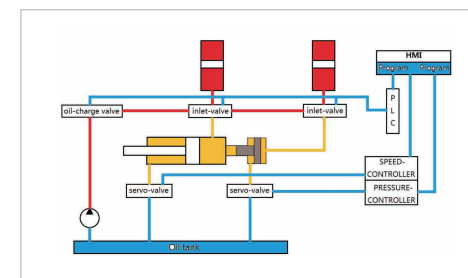 HMI
Program Program
oil-charge valve
inlet-valve
inlet-valve
P
L
C
SPEED-
CONTROLLER
servo-valve
servo-valve
PRESSURE-
CONTROLLER
Oil tank